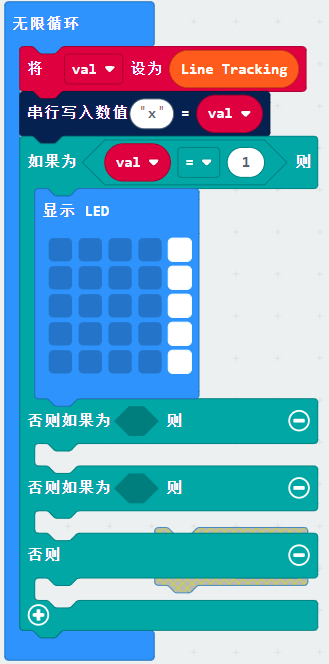 无限循环
将 val 设为 Line Tracking
串行写入数值 "x" = val
如果为 val = 1 则
显示 LED
否则如果为 则
否则如果为 则
否则